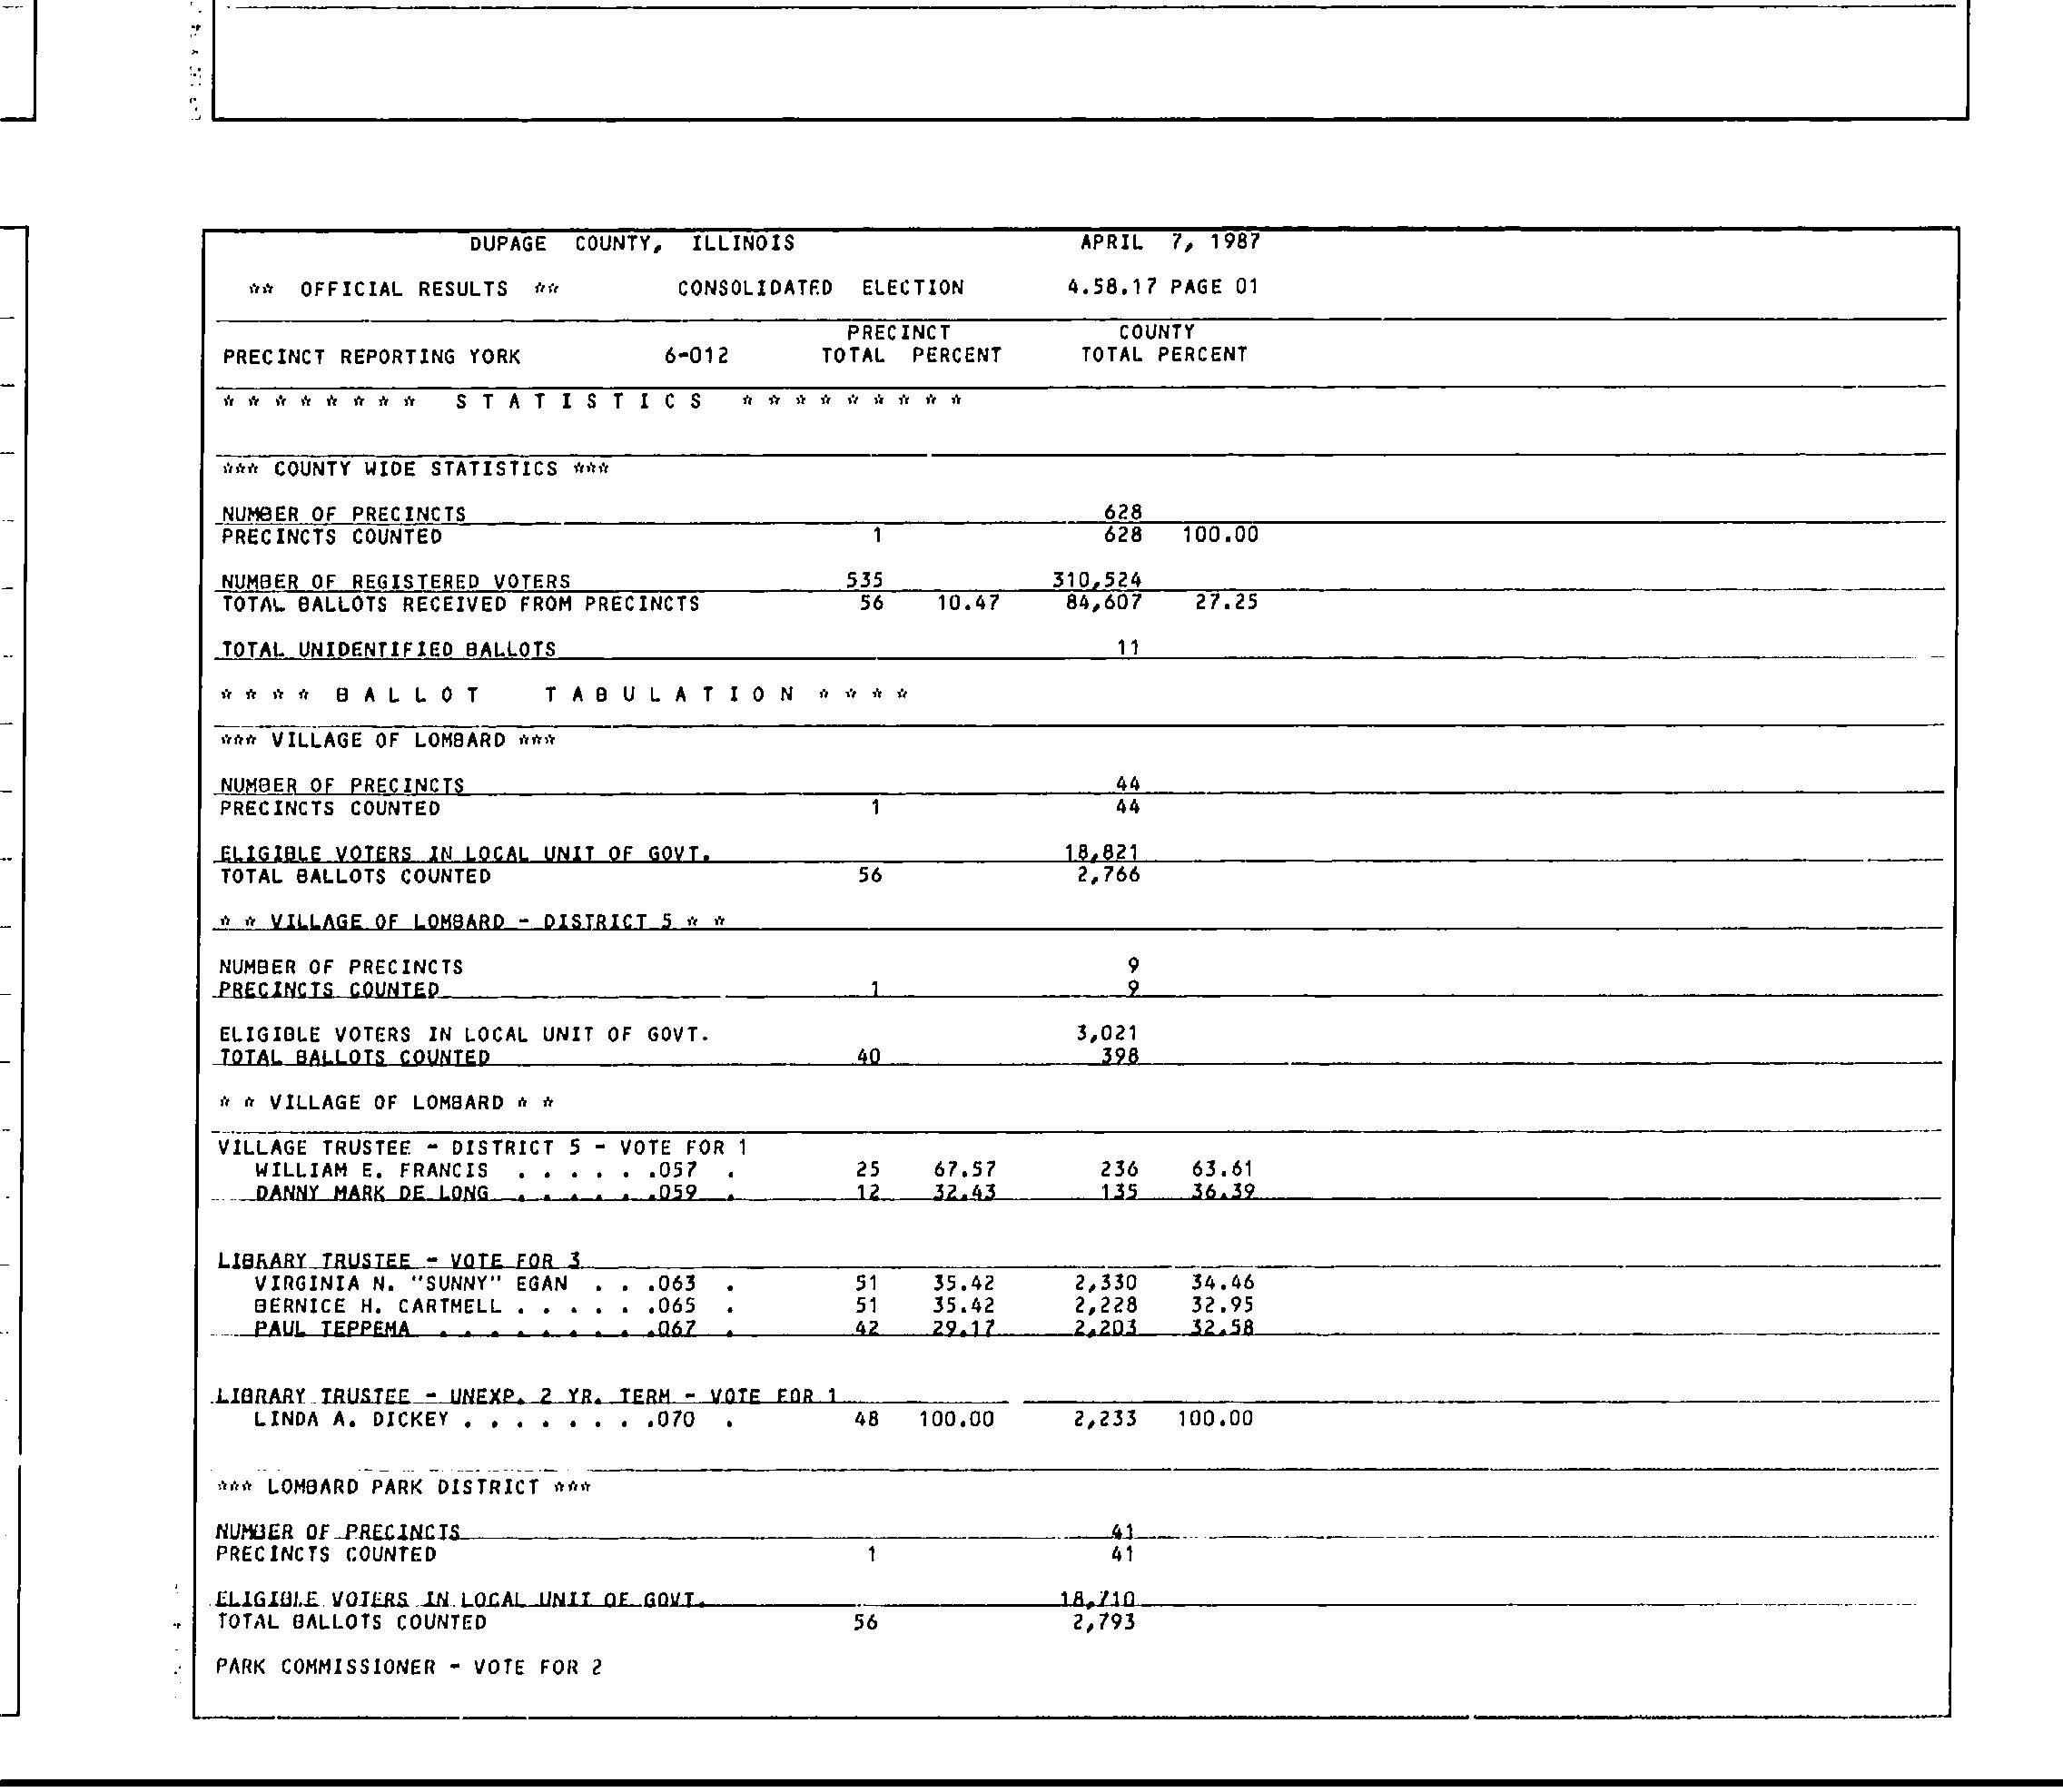 DUPAGE COUNTY, ILLINOIS APRIL 7, 1987
** OFFICIAL RESULTS ** CONSOLIDATED ELECTION 4.58.17 PAGE 01
PRECINCT COUNTY
PRECINCT REPORTING YORK 6-012 TOTAL PERCENT TOTAL PERCENT
* * * * * * * * S T A T I S T I C S * * * * * * * * *
*** COUNTY WIDE STATISTICS ***
NUMBER OF PRECINCTS 628
PRECINCTS COUNTED 1 628 100.00
NUMBER OF REGISTERED VOTERS 535 310,524
TOTAL BALLOTS RECEIVED FROM PRECINCTS 56 10.47 84,607 27.25
TOTAL UNIDENTIFIED BALLOTS 11
* * * * B A L L O T T A B U L A T I O N * * * *
*** VILLAGE OF LOMBARD ***
NUMBER OF PRECINCTS 44
PRECINCTS COUNTED 1 44
ELIGIBLE VOTERS IN LOCAL UNIT OF GOVT. 18,821
TOTAL BALLOTS COUNTED 56 2,766
* * VILLAGE OF LOMBARD - DISTRICT 5 * *
NUMBER OF PRECINCTS 9
PRECINCTS COUNTED 1 9
ELIGIBLE VOTERS IN LOCAL UNIT OF GOVT. 3,021
TOTAL BALLOTS COUNTED 40 398
* * VILLAGE OF LOMBARD * *
VILLAGE TRUSTEE - DISTRICT 5 - VOTE FOR 1
WILLIAM E. FRANCIS . . . . . .057 . 25 67.57 236 63.61
DANNY MARK DE LONG . . . . . .059 . 12 32.43 135 36.39
LIBRARY TRUSTEE - VOTE FOR 3
VIRGINIA N. "SUNNY" EGAN . . .063 . 51 35.42 2,330 34.46
BERNICE H. CARTMELL . . . . . .065 . 51 35.42 2,228 32.95
PAUL TEPPEMA . . . . . . . . .067 . 42 29.17 2,203 32.58
LIBRARY TRUSTEE - UNEXP. 2 YR. TERM - VOTE FOR 1
LINDA A. DICKEY . . . . . . . .070 . 48 100.00 2,233 100.00
*** LOMBARD PARK DISTRICT ***
NUMBER OF PRECINCTS 41
PRECINCTS COUNTED 1 41
ELIGIBLE VOTERS IN LOCAL UNIT OF GOVT. 18,710
TOTAL BALLOTS COUNTED 56 2,793
PARK COMMISSIONER - VOTE FOR 2